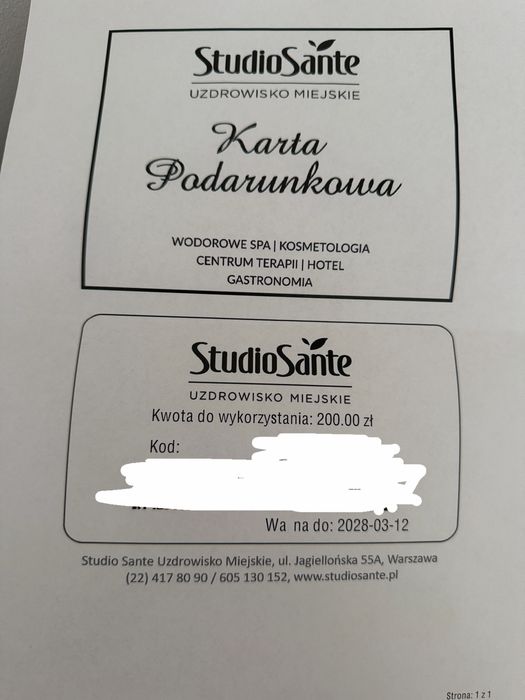 StudioSante
UZDROWISKO MIEJSKIE
Karta
Podarunkowa
WODOROWE SPA | KOSMETOLOGIA
CENTRUM TERAPII | HOTEL
GASTRONOMIA
StudioSante
UZDROWISKO MIEJSKIE
Kwota do wykorzystania: 200.00 zł
Kod:
Wa na do: 2028-03-12
Studio Sante Uzdrowisko Miejskie, ul. Jagiellońska 55A, Warszawa
(22) 417 80 90 / 605 130 152, www.studiosante.pl
Strona: 1 z 1